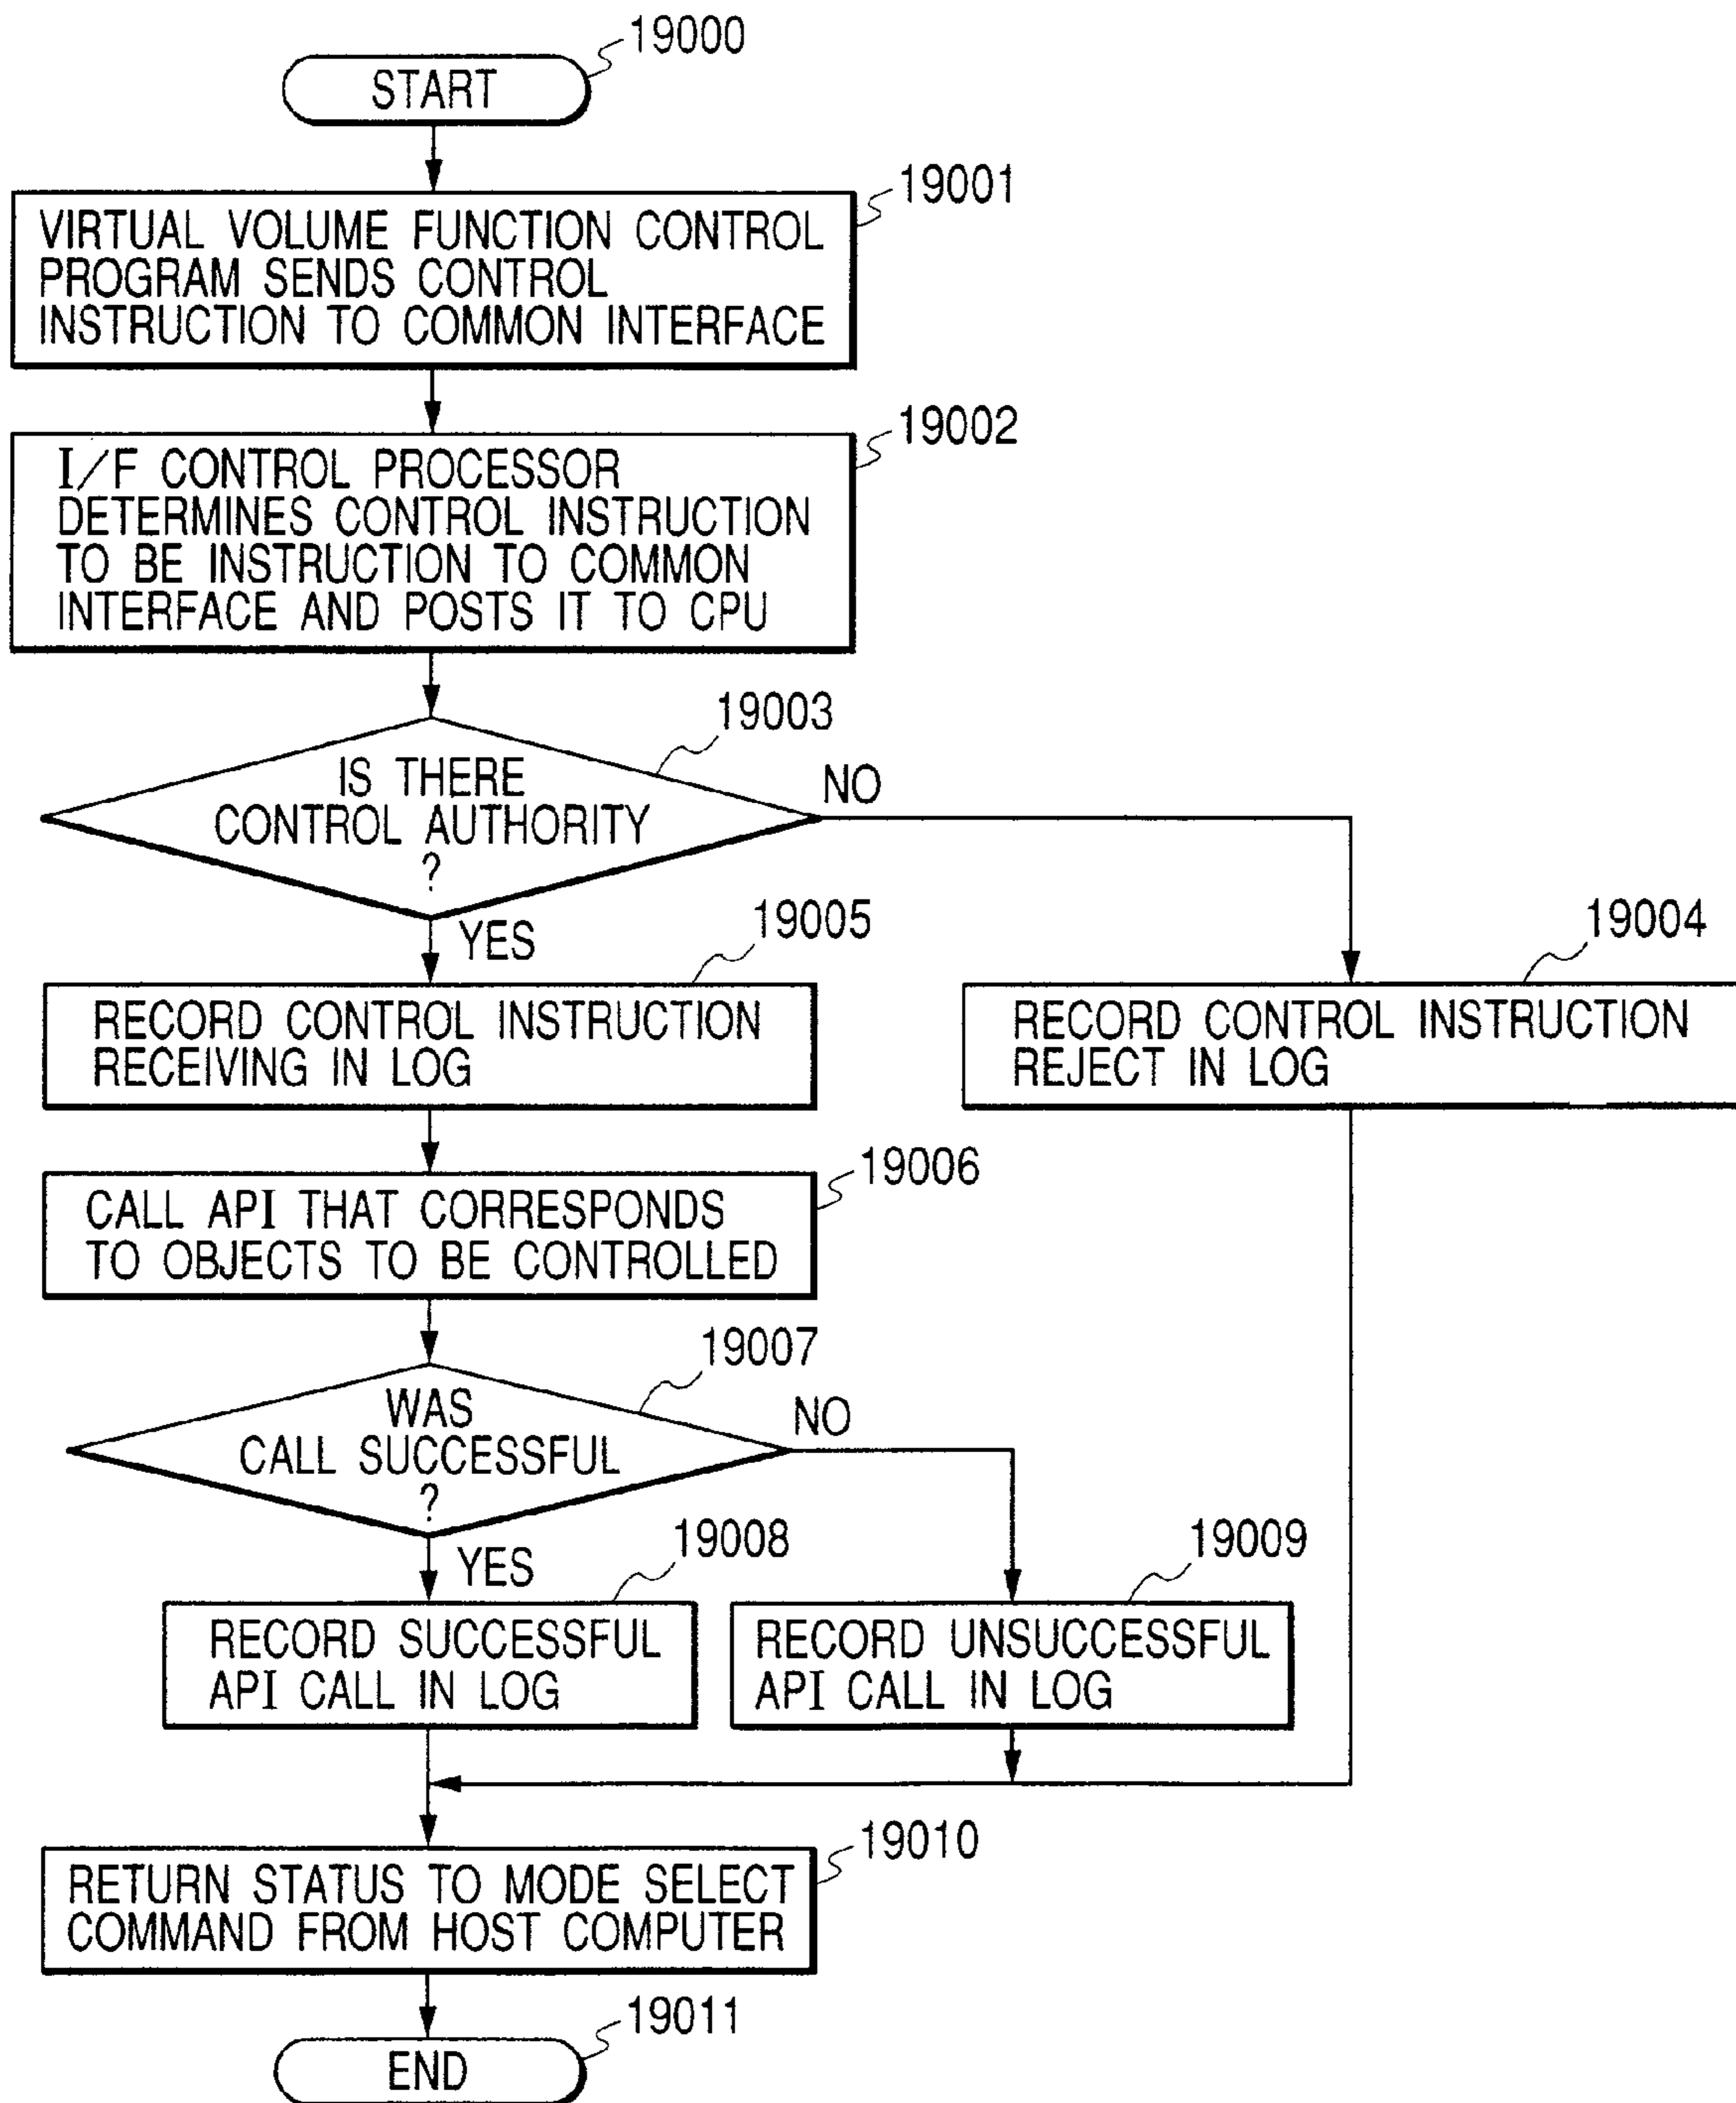 19000
START
19001
VIRTUAL VOLUME FUNCTION CONTROL
PROGRAM SENDS CONTROL
INSTRUCTION TO COMMON INTERFACE
19002
I/F CONTROL PROCESSOR
DETERMINES CONTROL INSTRUCTION
TO BE INSTRUCTION TO COMMON
INTERFACE AND POSTS IT TO CPU
19003
IS THERE
CONTROL AUTHORITY
?
NO
YES
19005
RECORD CONTROL INSTRUCTION
RECEIVING IN LOG
19004
RECORD CONTROL INSTRUCTION
REJECT IN LOG
19006
CALL API THAT CORRESPONDS
TO OBJECTS TO BE CONTROLLED
19007
WAS
CALL SUCCESSFUL
?
NO
YES
19008
RECORD SUCCESSFUL
API CALL IN LOG
19009
RECORD UNSUCCESSFUL
API CALL IN LOG
19010
RETURN STATUS TO MODE SELECT
COMMAND FROM HOST COMPUTER
19011
END